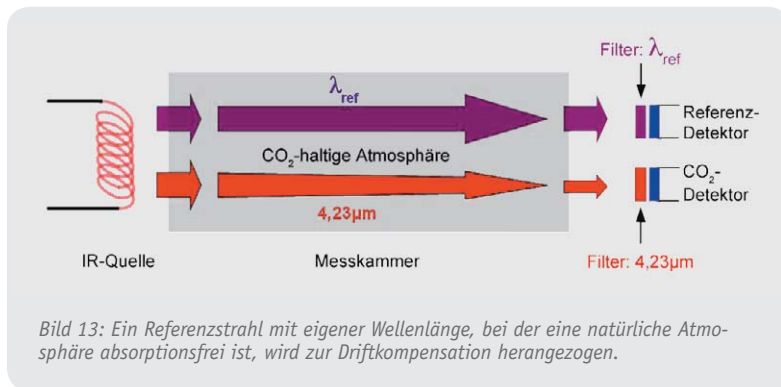 Filter: λref
λref
Referenz-
Detektor
CO2-haltige Atmosphäre
CO2-
Detektor
4,23µm
IR-Quelle
Messkammer
Filter: 4,23µm
Bild 13: Ein Referenzstrahl mit eigener Wellenlänge, bei der eine natürliche Atmo-
sphäre absorptionsfrei ist, wird zur Driftkompensation herangezogen.